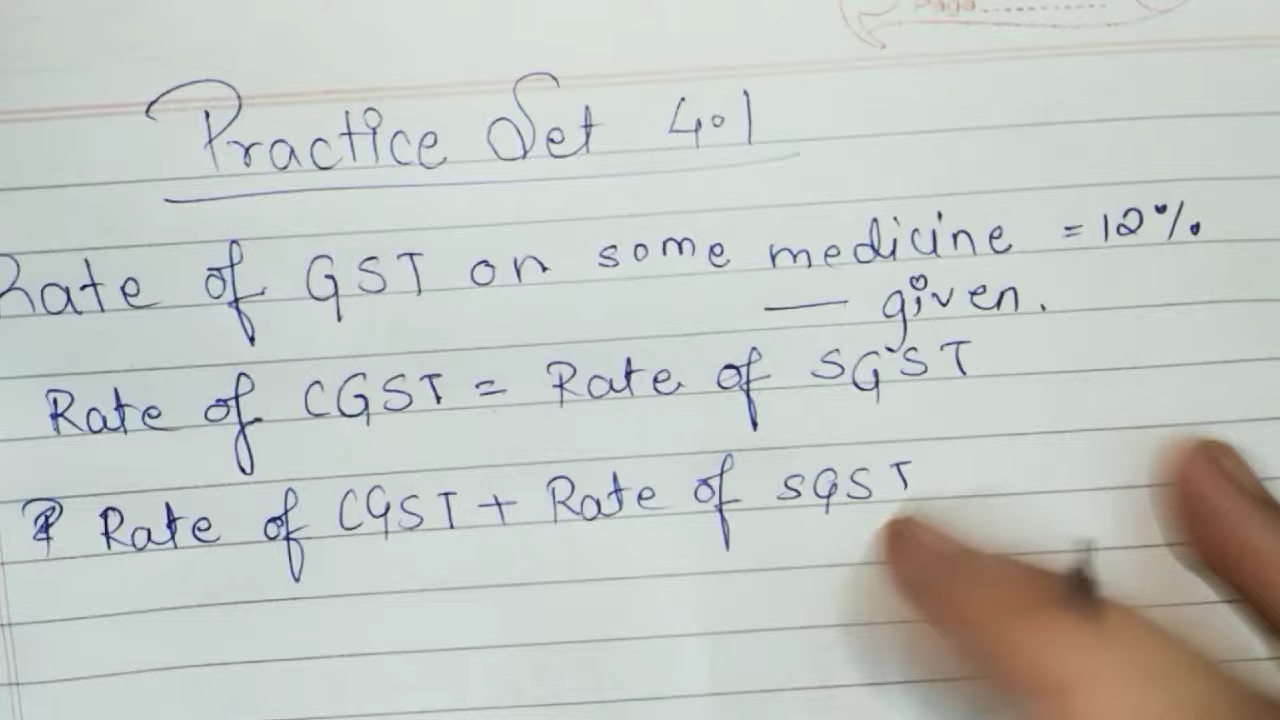 Page..............
Practice Set 4.1
Rate of GST on some medicine = 12%.
— given.
Rate of CGST = Rate of SGST
Rate of CGST + Rate of SGST